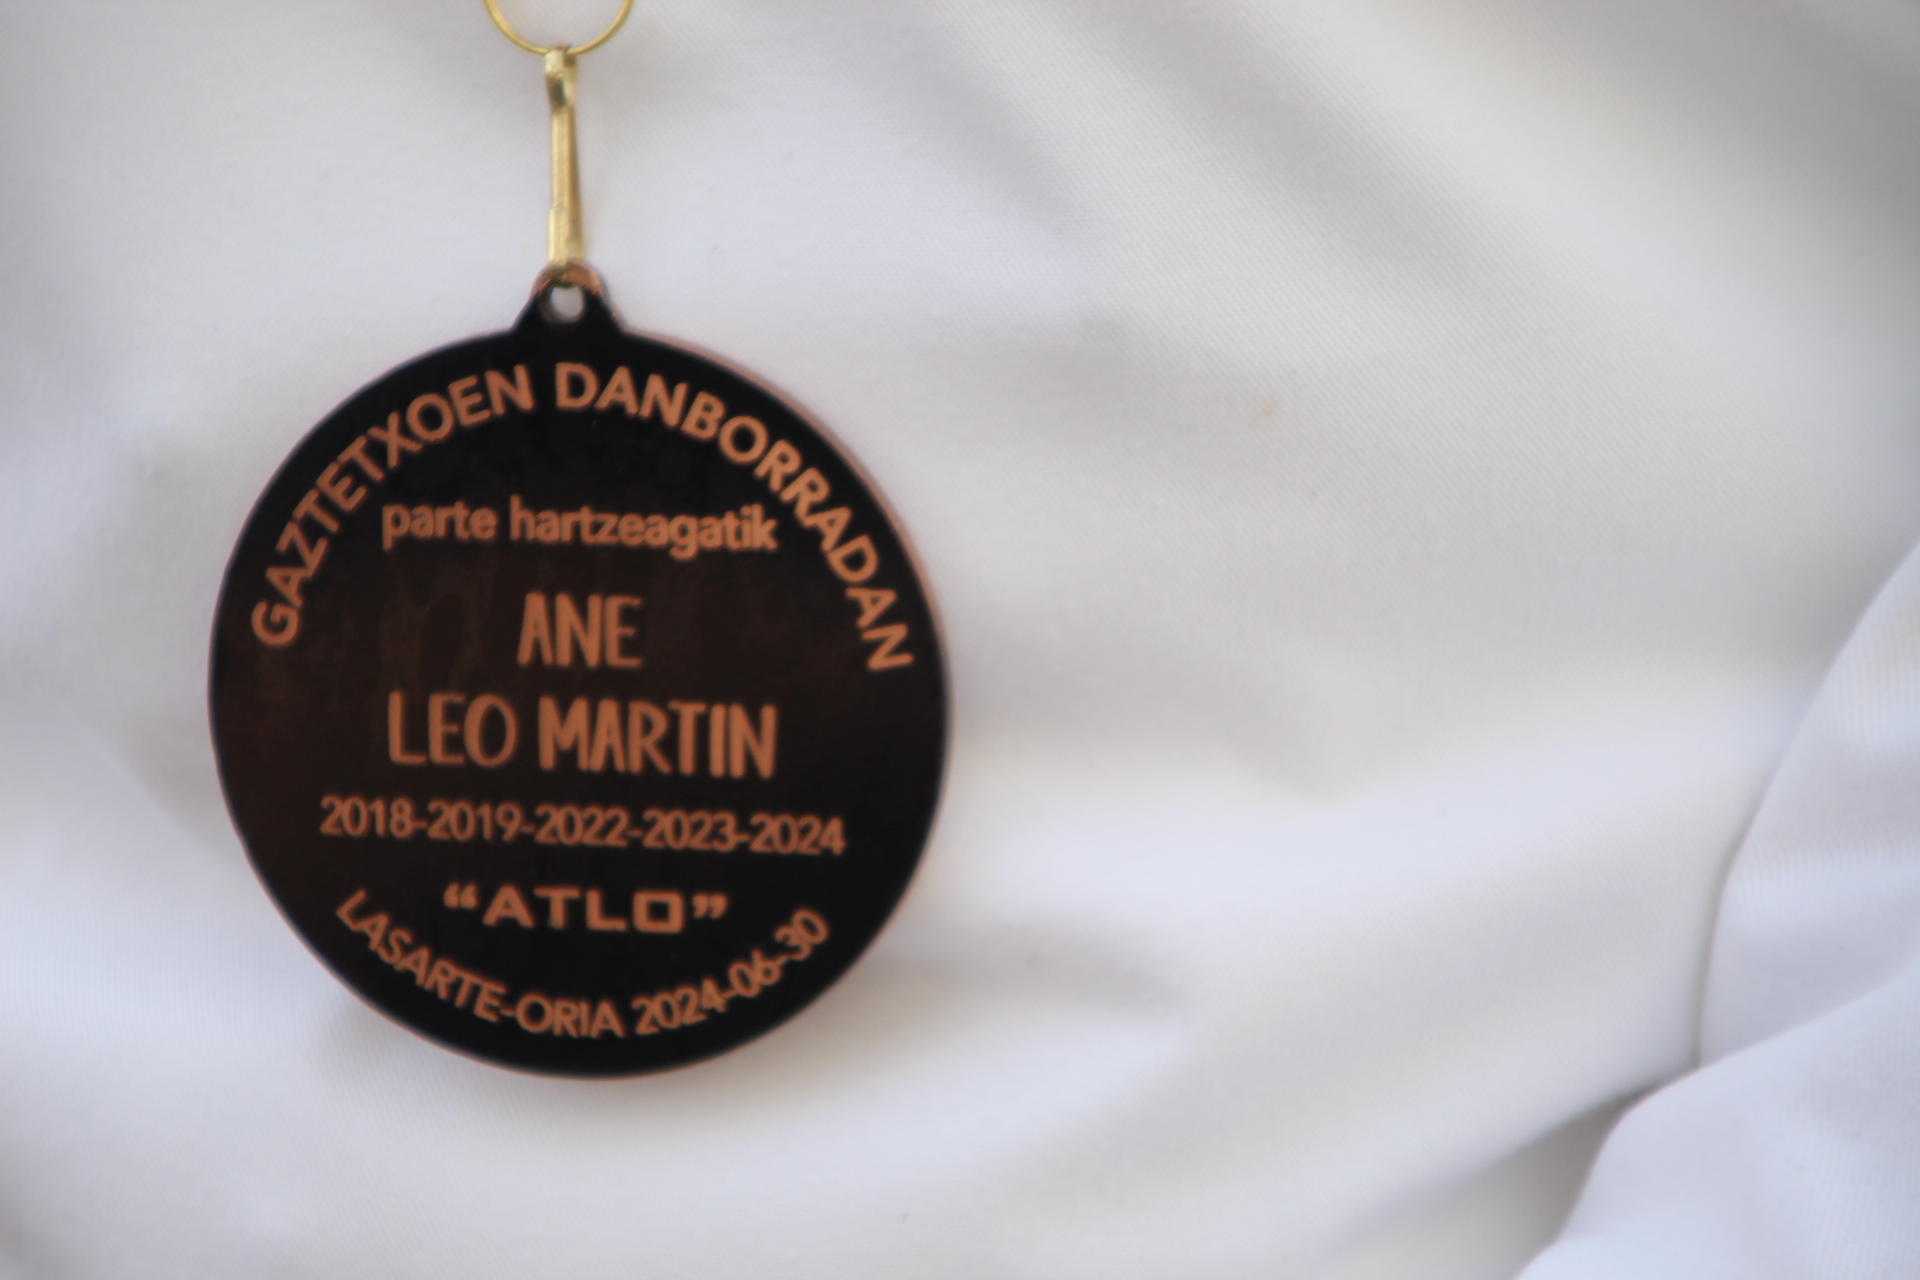 GAZTETXOEN DANBORRADAN
parte hartzeagatik
ANE
LEO MARTIN
2018-2019-2022-2023-2024
“ATLO”
LASARTE-ORIA 2024-06-30